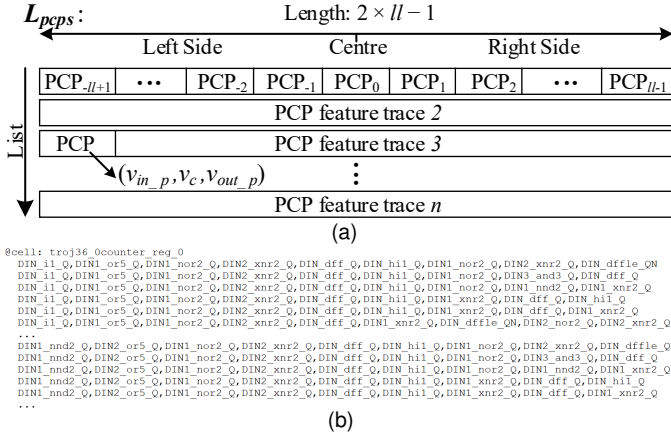 L_pcps: Length: 2 × ll − 1
Left Side Centre Right Side
PCP_-ll+1 ... PCP_-2 PCP_-1 PCP_0 PCP_1 PCP_2 ... PCP_ll-1
PCP feature trace 2
PCP PCP feature trace 3
List
(v_in_p, v_c, v_out_p) ⋮
PCP feature trace n
(a)
@cell: troj36_0counter_reg_0
DIN_i1_Q,DIN1_or5_Q,DIN1_nor2_Q,DIN2_xnr2_Q,DIN_dff_Q,DIN_hi1_Q,DIN1_nor2_Q,DIN2_xnr2_Q,DIN_dffle_QN
DIN_i1_Q,DIN1_or5_Q,DIN1_nor2_Q,DIN2_xnr2_Q,DIN_dff_Q,DIN_hi1_Q,DIN1_nor2_Q,DIN3_and3_Q,DIN_dff_Q
DIN_i1_Q,DIN1_or5_Q,DIN1_nor2_Q,DIN2_xnr2_Q,DIN_dff_Q,DIN_hi1_Q,DIN1_nor2_Q,DIN1_nnd2_Q,DIN1_xnr2_Q
DIN_i1_Q,DIN1_or5_Q,DIN1_nor2_Q,DIN2_xnr2_Q,DIN_dff_Q,DIN_hi1_Q,DIN1_xnr2_Q,DIN_dff_Q,DIN_hi1_Q
DIN_i1_Q,DIN1_or5_Q,DIN1_nor2_Q,DIN2_xnr2_Q,DIN_dff_Q,DIN_hi1_Q,DIN1_xnr2_Q,DIN_dff_Q,DIN1_xnr2_Q
DIN_i1_Q,DIN1_or5_Q,DIN1_nor2_Q,DIN2_xnr2_Q,DIN_dff_Q,DIN1_xnr2_Q,DIN_dffle_QN,DIN2_nor2_Q,DIN2_xnr2_Q
...
DIN1_nnd2_Q,DIN2_or5_Q,DIN1_nor2_Q,DIN2_xnr2_Q,DIN_dff_Q,DIN_hi1_Q,DIN1_nor2_Q,DIN2_xnr2_Q,DIN_dffle_QN
DIN1_nnd2_Q,DIN2_or5_Q,DIN1_nor2_Q,DIN2_xnr2_Q,DIN_dff_Q,DIN_hi1_Q,DIN1_nor2_Q,DIN3_and3_Q,DIN_dff_Q
DIN1_nnd2_Q,DIN2_or5_Q,DIN1_nor2_Q,DIN2_xnr2_Q,DIN_dff_Q,DIN_hi1_Q,DIN1_nor2_Q,DIN1_nnd2_Q,DIN1_xnr2_Q
DIN1_nnd2_Q,DIN2_or5_Q,DIN1_nor2_Q,DIN2_xnr2_Q,DIN_dff_Q,DIN_hi1_Q,DIN1_xnr2_Q,DIN_dff_Q,DIN_hi1_Q
DIN1_nnd2_Q,DIN2_or5_Q,DIN1_nor2_Q,DIN2_xnr2_Q,DIN_dff_Q,DIN_hi1_Q,DIN1_xnr2_Q,DIN_dff_Q,DIN1_xnr2_Q
...
(b)